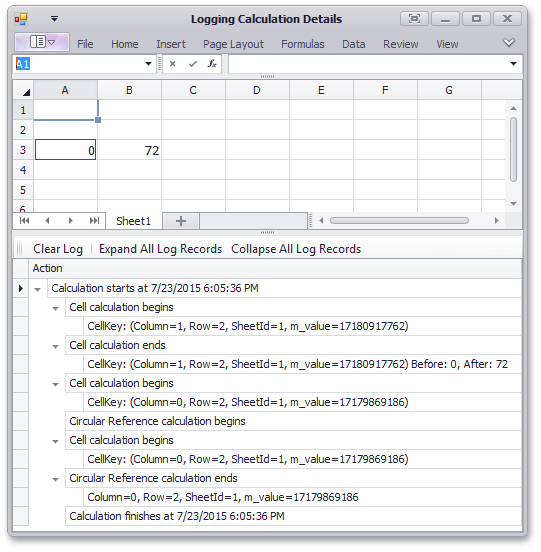 Logging Calculation Details
File Home Insert Page Layout Formulas Data Review View
A1 fx
A B C D E F G
1
2
3 0 72
4
5
6
Sheet1
Clear Log Expand All Log Records Collapse All Log Records
Action
Calculation starts at 7/23/2015 6:05:36 PM
Cell calculation begins
CellKey: (Column=1, Row=2, SheetId=1, m_value=17180917762)
Cell calculation ends
CellKey: (Column=1, Row=2, SheetId=1, m_value=17180917762) Before: 0, After: 72
Cell calculation begins
CellKey: (Column=0, Row=2, SheetId=1, m_value=17179869186)
Circular Reference calculation begins
Cell calculation begins
CellKey: (Column=0, Row=2, SheetId=1, m_value=17179869186)
Circular Reference calculation ends
Column=0, Row=2, SheetId=1, m_value=17179869186
Calculation finishes at 7/23/2015 6:05:36 PM